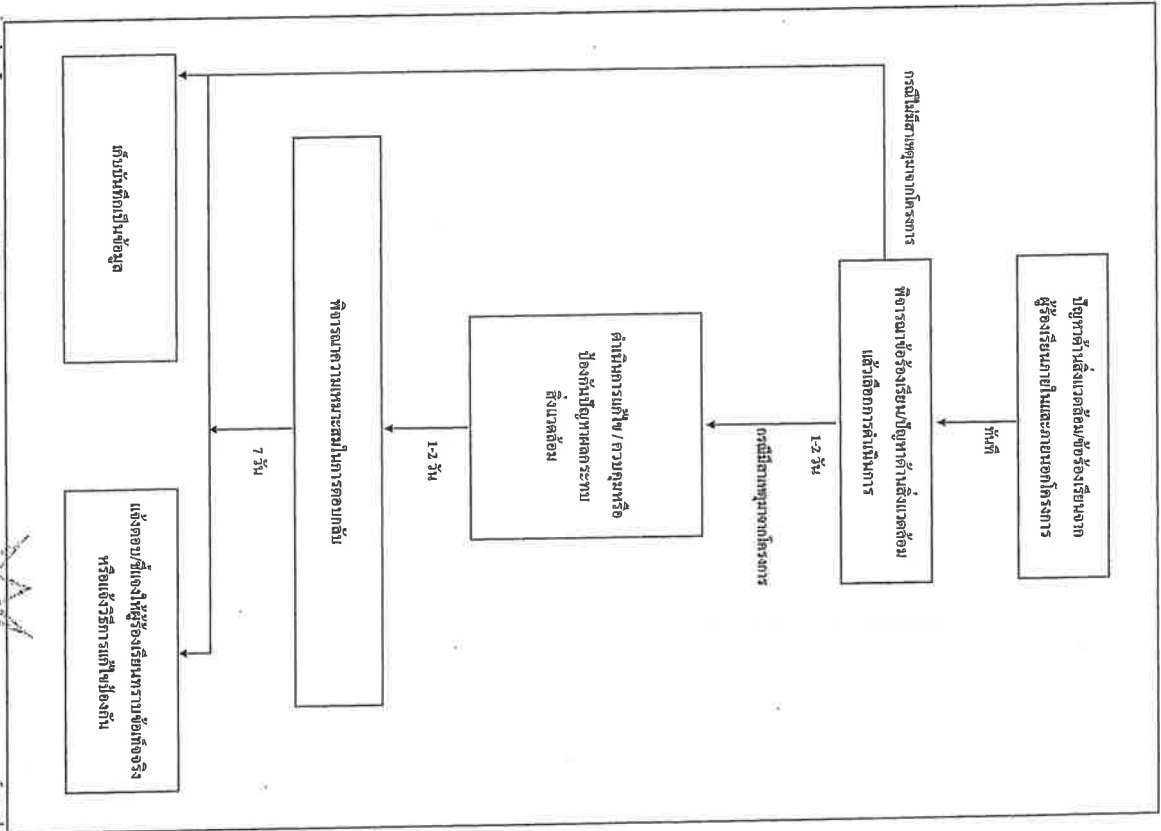 ปัญหาด้านสิ่งแวดล้อม/ข้อร้องเรียนจาก
ผู้ร้องเรียนภายในและภายนอกโครงการ
ทันที
พิจารณาข้อร้องเรียน/ปัญหาด้านสิ่งแวดล้อม
แล้วเลือกการดำเนินการ
กรณีไม่มีสาเหตุมาจากโครงการ
1-2 วัน
กรณีมีสาเหตุมาจากโครงการ
ดำเนินการแก้ไข / ควบคุมหรือ
ป้องกันปัญหาผลกระทบ
สิ่งแวดล้อม
1-2 วัน
พิจารณาความเหมาะสมในการตอบกลับ
7 วัน
เก็บบันทึกเป็นข้อมูล
แจ้งตอบ/ชี้แจงให้ผู้ร้องเรียนทราบข้อเท็จจริง
หรือแจ้งวิธีการแก้ไขป้องกัน